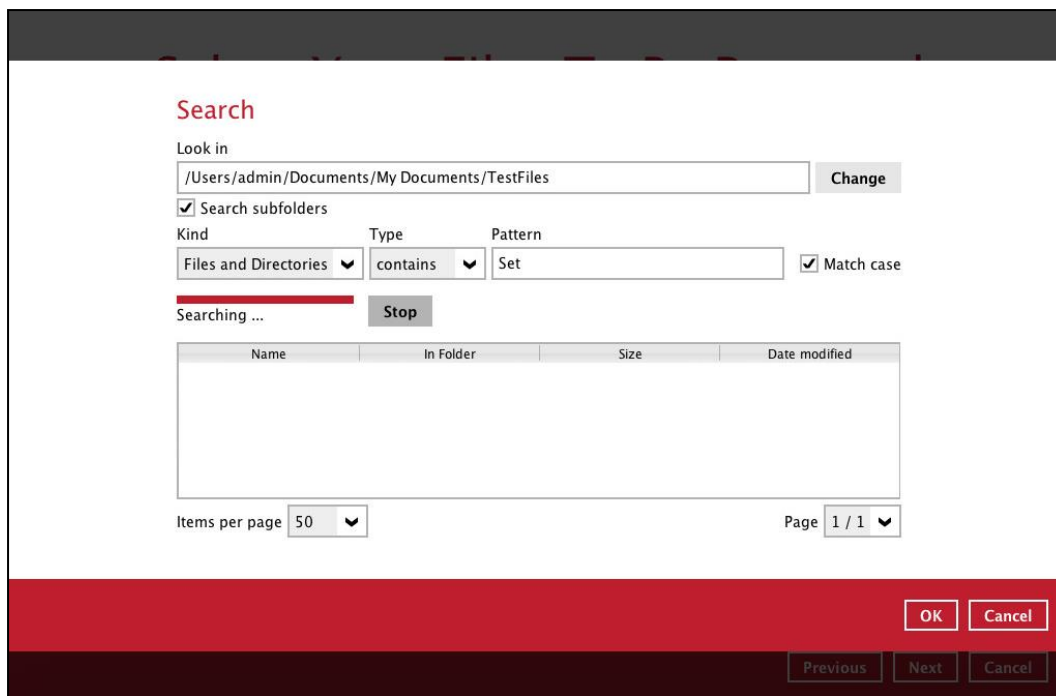 Search
Look in
/Users/admin/Documents/My Documents/TestFiles
Change
Search subfolders
Kind Type Pattern
Files and Directories contains Set Match case
Searching ... Stop
Name In Folder Size Date modified
Items per page 50 Page 1 / 1
OK Cancel
Previous Next Cancel